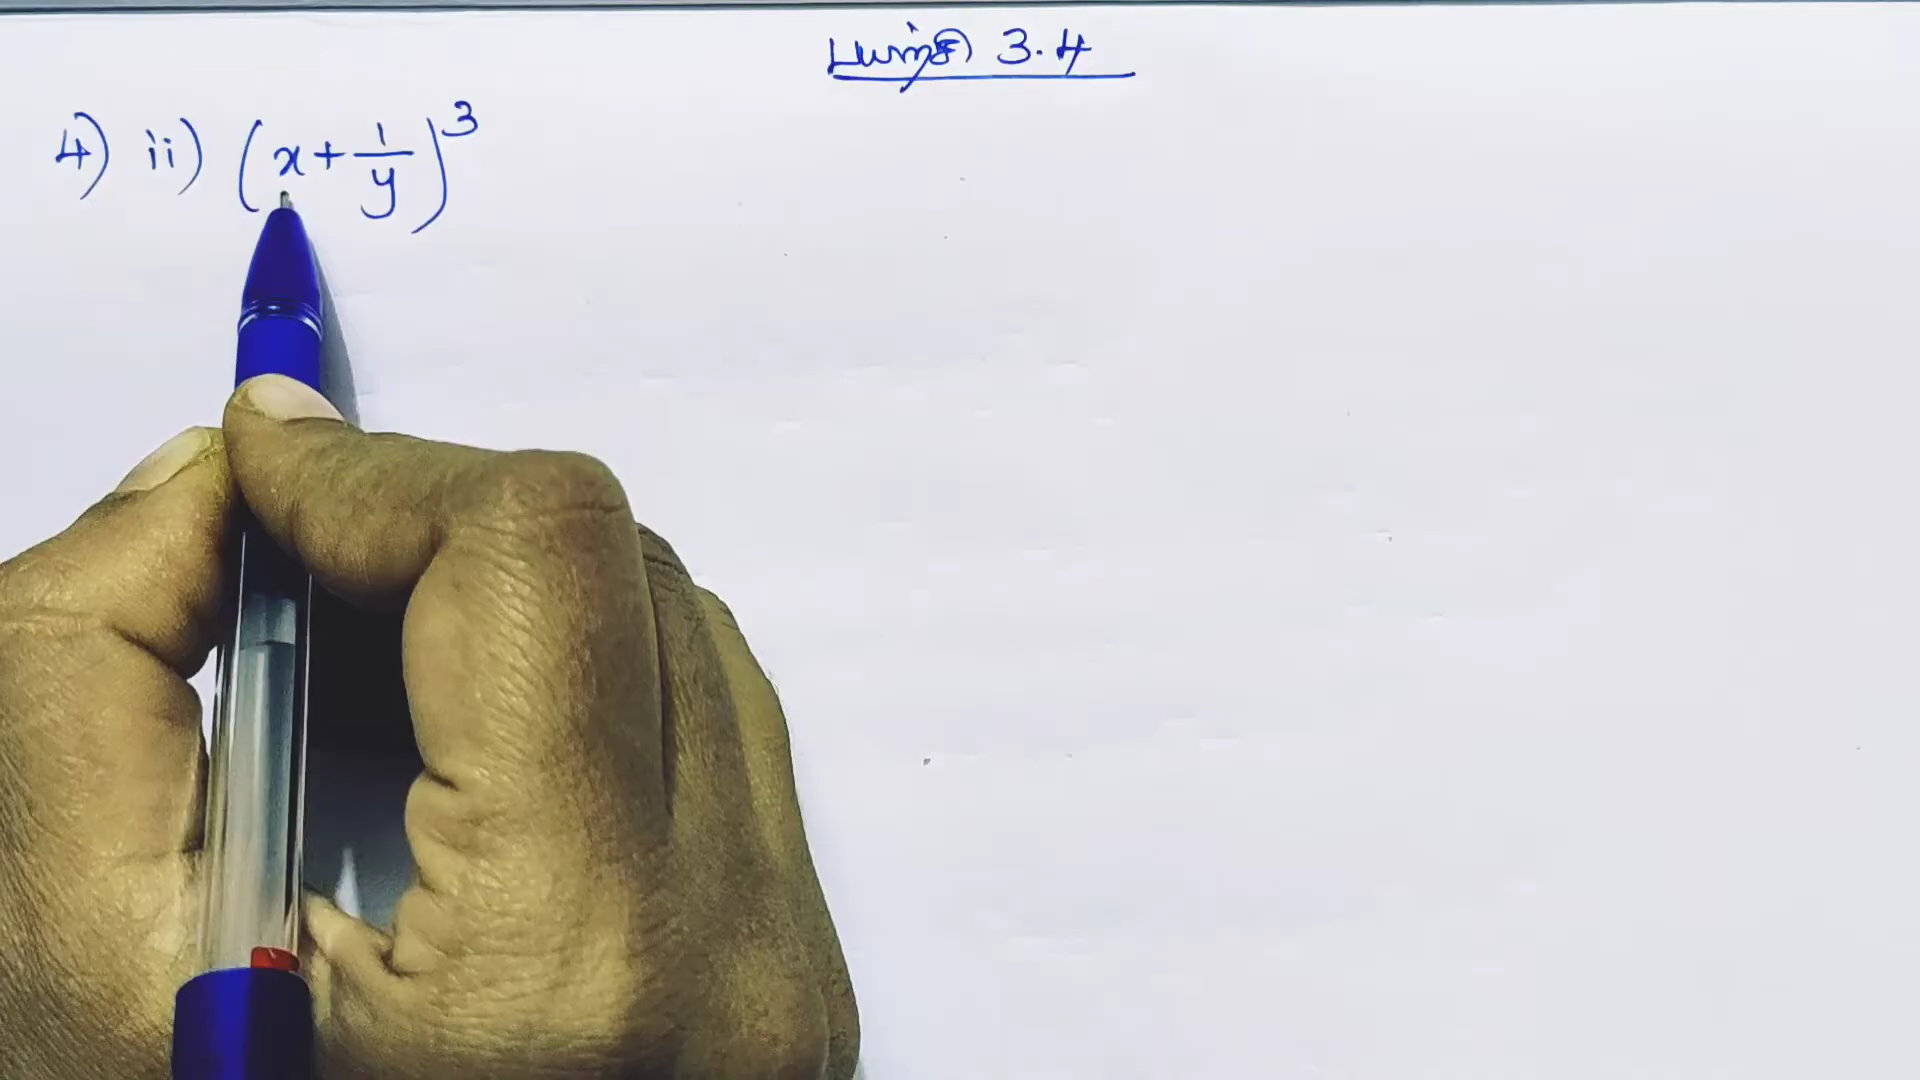 பயிற்சி 3.4
4) ii) (x + 1/y)^3